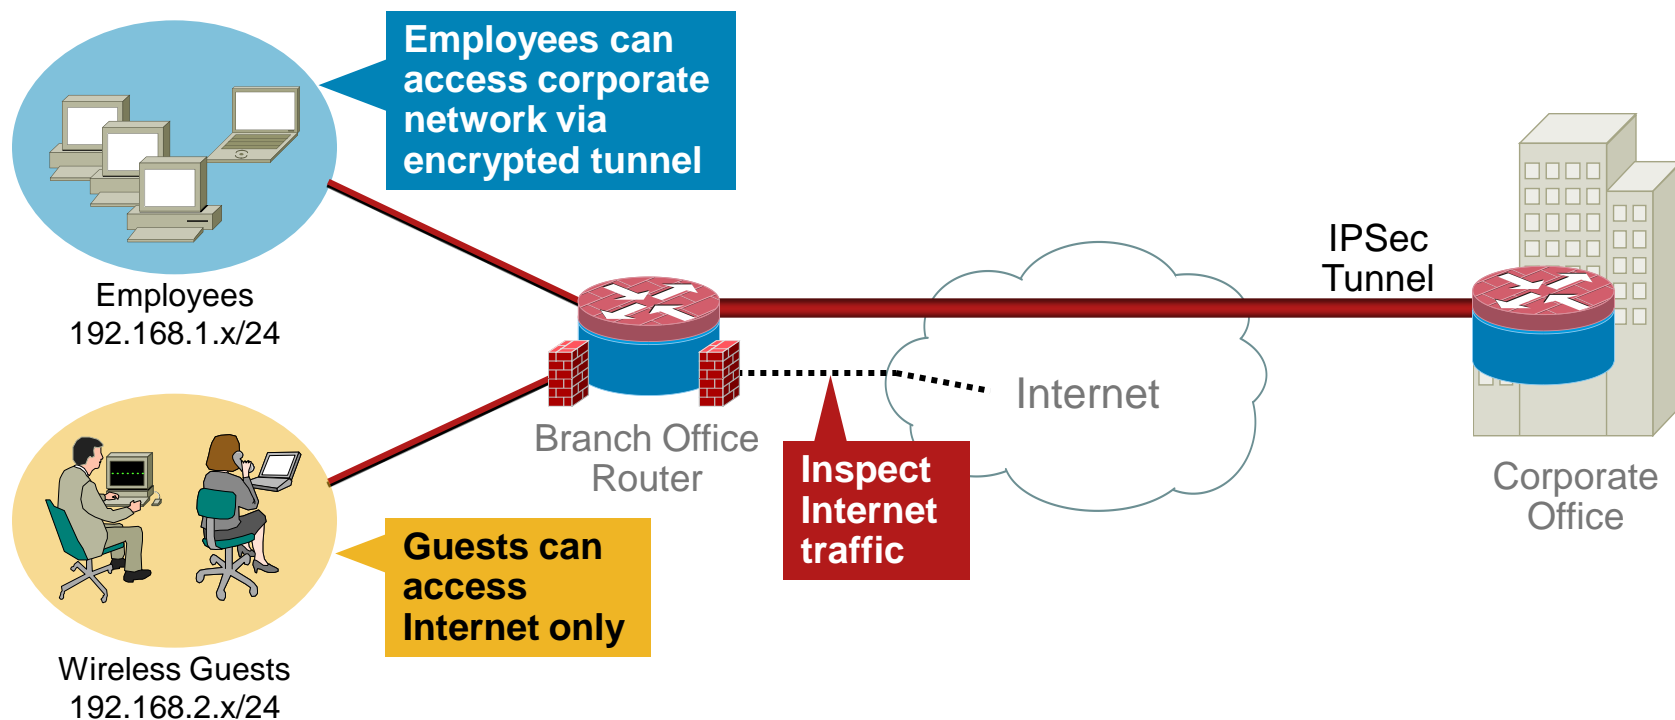 Employees can
access corporate
network via
encrypted tunnel
Employees
192.168.1.x/24
IPSec
Tunnel
Internet
Branch Office
Router
Inspect
Internet
traffic
Corporate
Office
Guests can
access
Internet only
Wireless Guests
192.168.2.x/24